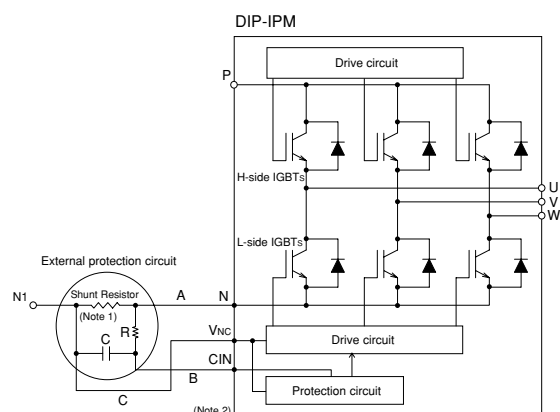 DIP-IPM
Drive circuit
P
H-side IGBTs
U
V
W
L-side IGBTs
External protection circuit
N1
Shunt Resistor
A
N
(Note 1)
R
C
VNC
Drive circuit
CIN
B
C
Protection circuit
(Note 2)